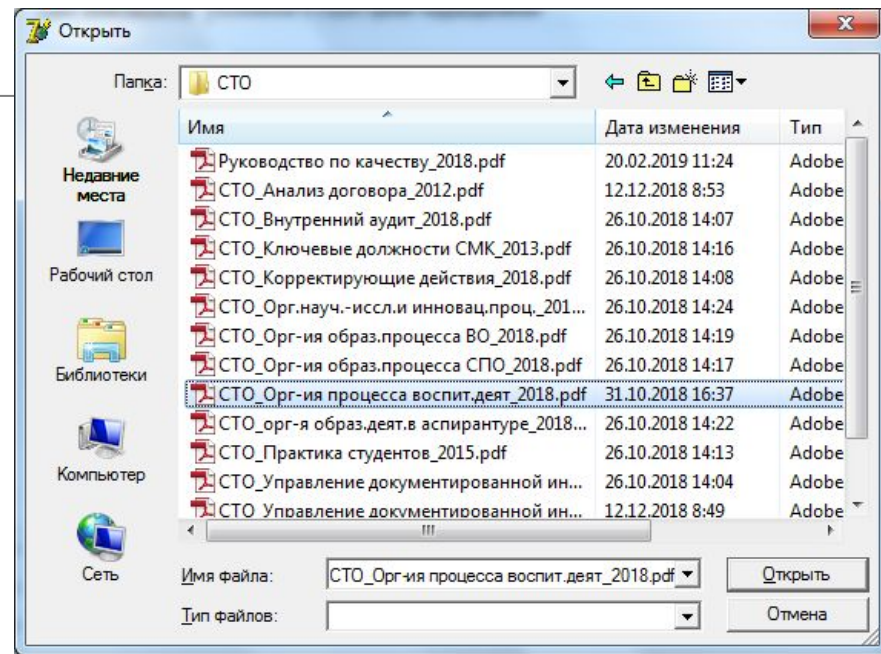 Открыть
Папка: СТО
Имя Дата изменения Тип
Руководство по качеству_2018.pdf 20.02.2019 11:24 Adobe
СТО_Анализ договора_2012.pdf 12.12.2018 8:53 Adobe
СТО_Внутренний аудит_2018.pdf 26.10.2018 14:07 Adobe
СТО_Ключевые должности СМК_2013.pdf 26.10.2018 14:16 Adobe
СТО_Корректирующие действия_2018.pdf 26.10.2018 14:08 Adobe
СТО_Орг.науч.-иссл.и инновац.проц._201... 26.10.2018 14:24 Adobe
СТО_Орг-ия образ.процесса ВО_2018.pdf 26.10.2018 14:19 Adobe
СТО_Орг-ия образ.процесса СПО_2018.pdf 26.10.2018 14:17 Adobe
СТО_Орг-ия процесса воспит.деят_2018.pdf 31.10.2018 16:37 Adobe
СТО_орг-я образ.деят.в аспирантуре_2018... 26.10.2018 14:22 Adobe
СТО_Практика студентов_2015.pdf 26.10.2018 14:13 Adobe
СТО_Управление документированной ин... 26.10.2018 14:04 Adobe
СТО_Управление документированной ин... 12.12.2018 8:49 Adobe
Недавние
места
Рабочий стол
Библиотеки
Компьютер
Сеть
Имя файла: СТО_Орг-ия процесса воспит.деят_2018.pdf Открыть
Тип файлов: Отмена